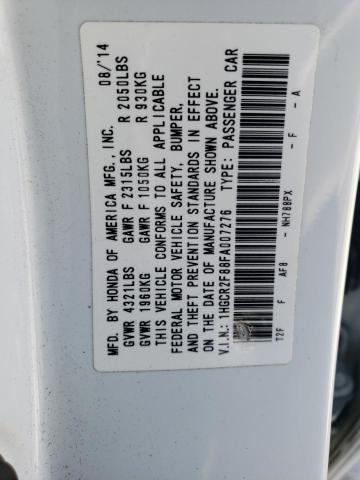 MFD. BY HONDA OF AMERICA MFG., INC. 08/'14
GVWR 4321LBS GAWR F 2315LBS R 2050LBS
GVWR 1960KG GAWR F 1050KG R 930KG
THIS VEHICLE CONFORMS TO ALL APPLICABLE
FEDERAL MOTOR VEHICLE SAFETY, BUMPER,
AND THEFT PREVENTION STANDARDS IN EFFECT
ON THE DATE OF MANUFACTURE SHOWN ABOVE.
V.I.N.: 1HGCR2F88FA007276 TYPE: PASSENGER CAR
T2F F AF8 - NH788PX - F - A